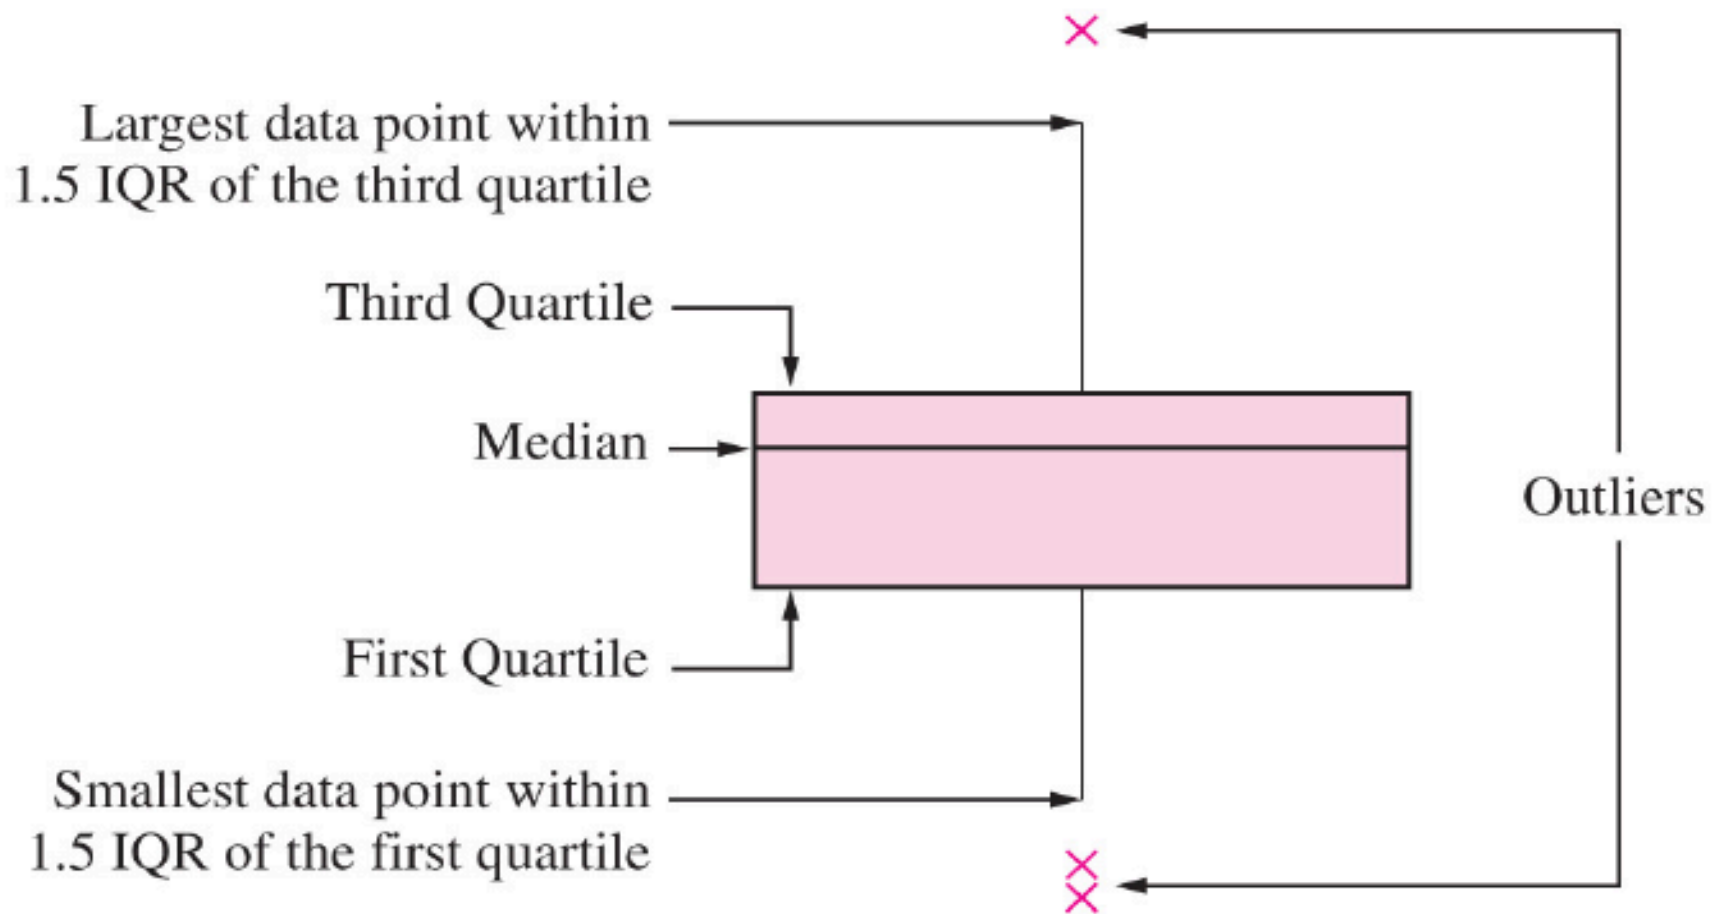 Largest data point within
1.5 IQR of the third quartile
Third Quartile
Median
Outliers
First Quartile
Smallest data point within
1.5 IQR of the first quartile